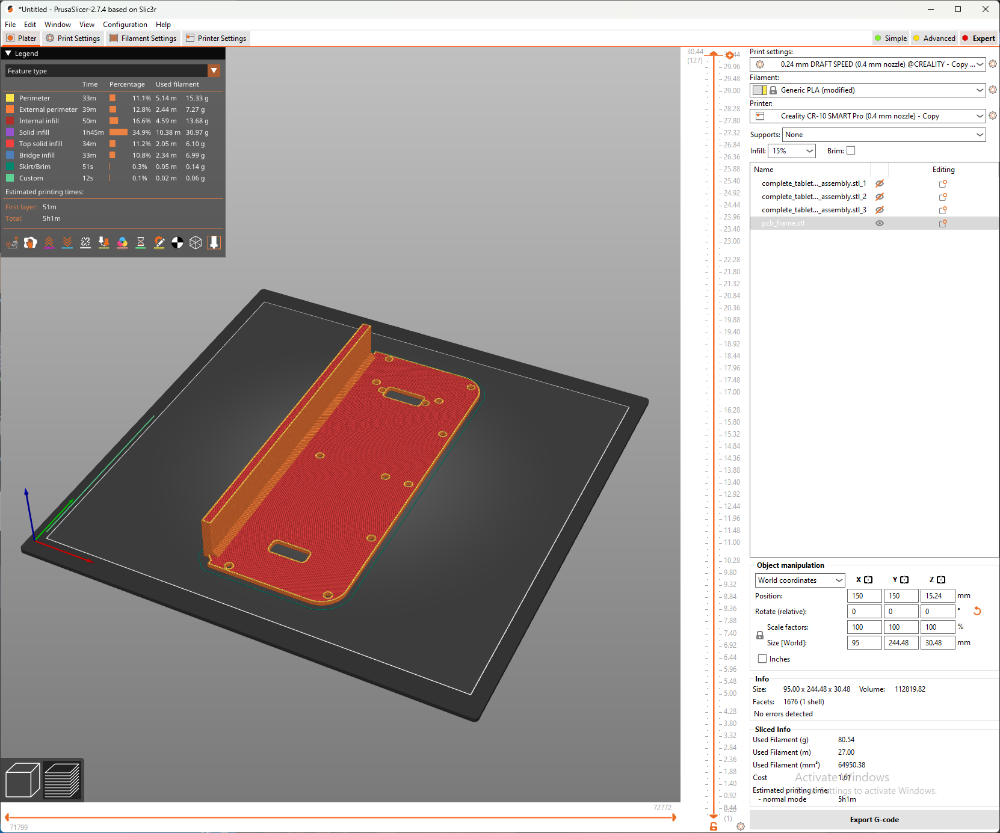 *Untitled - PrusaSlicer-2.7.4 based on Slic3r
File Edit Window View Configuration Help
Plater Print Settings Filament Settings Printer Settings Simple Advanced Expert
Legend
Feature type
Time Percentage Used filament
Perimeter 33m 11.1% 5.14 m 15.33 g
External perimeter 39m 12.8% 2.44 m 7.27 g
Internal infill 50m 16.6% 4.59 m 13.68 g
Solid infill 1h45m 34.9% 10.38 m 30.97 g
Top solid infill 34m 11.2% 2.05 m 6.10 g
Bridge infill 33m 10.8% 2.34 m 6.99 g
Skirt/Brim 51s 0.3% 0.05 m 0.14 g
Custom 12s 0.1% 0.02 m 0.06 g
Estimated printing times:
First layer: 51m
Total: 5h1m
30.44
(127)
29.96
29.48
29.00
28.28
27.80
27.32
26.84
26.36
25.88
25.40
24.92
24.44
23.96
23.48
23.00
22.28
21.80
21.32
20.84
20.36
19.88
19.40
18.92
18.44
17.96
17.48
17.00
16.28
15.80
15.32
14.84
14.36
13.88
13.40
12.92
12.44
11.96
11.48
11.00
10.28
9.80
9.32
8.84
8.36
7.88
7.40
6.92
6.44
5.96
5.48
5.00
4.28
3.80
3.32
2.84
2.36
1.88
1.40
0.92
0.44
0.20
(1)
72772
71799
Print settings:
0.24 mm DRAFT SPEED (0.4 mm nozzle) @CREALITY - Copy ...
Filament:
Generic PLA (modified)
Printer:
Creality CR-10 SMART Pro (0.4 mm nozzle) - Copy
Supports: None
Infill: 15% Brim:
Name Editing
complete_tablet..._assembly.stl_1
complete_tablet..._assembly.stl_2
complete_tablet..._assembly.stl_3
pcb_frame.stl
Object manipulation
World coordinates X Y Z
Position: 150 150 15.24 mm
Rotate (relative): 0 0 0 °
Scale factors: 100 100 100 %
Size [World]: 95 244.48 30.48 mm
Inches
Info
Size: 95.00 x 244.48 x 30.48 Volume: 112819.82
Facets: 1676 (1 shell)
No errors detected
Sliced Info
Used Filament (g) 80.54
Used Filament (m) 27.00
Used Filament (mm³) 64950.38
Cost 1.61
Activate Windows
Estimated printing time:
Go to Settings to activate Windows.
- normal mode 5h1m
Export G-code